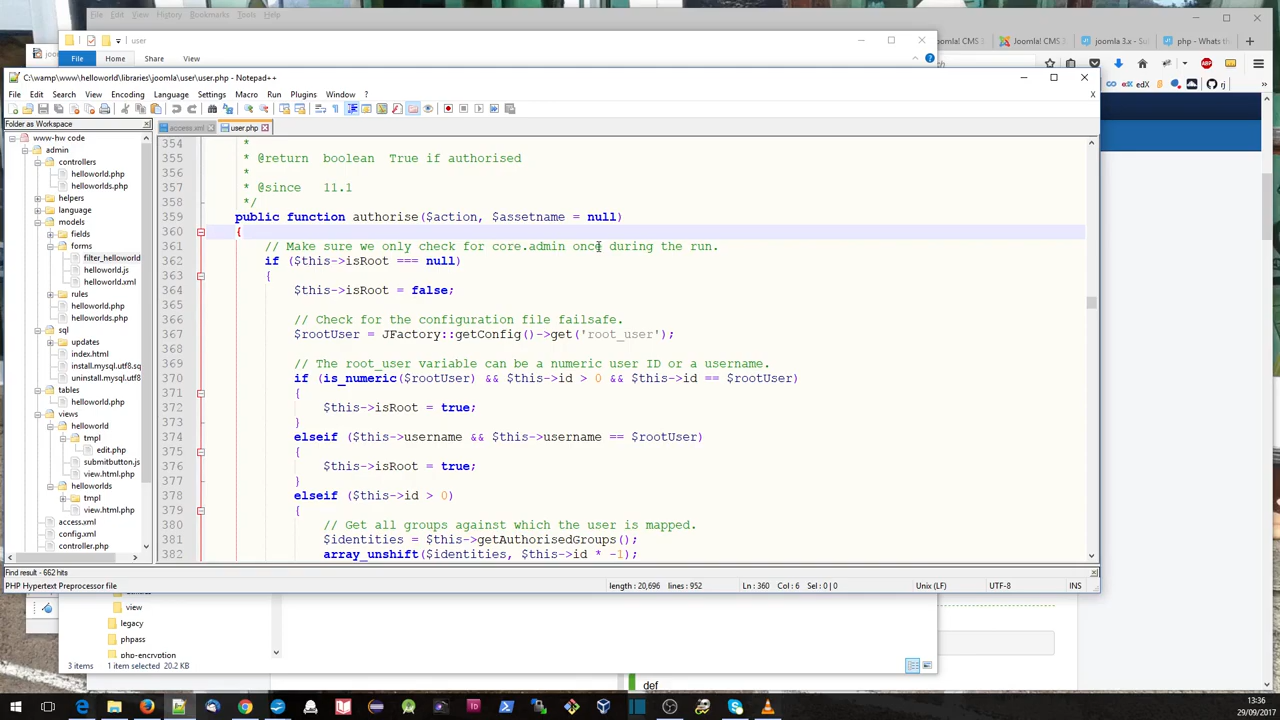 File Edit View History Bookmarks Tools Help
user
File Home Share View
Joomla! CMS 3
joomla 3.x - Sul
php - Whats th
edX
rj
C:\wamp\www\helloworld\libraries\joomla\user\user.php - Notepad++
File Edit Search View Encoding Language Settings Macro Run Plugins Window ?
Folder as Workspace
access.xml
user.php
www-hw code
admin
controllers
helloworld.php
helloworlds.php
helpers
language
models
fields
forms
filter_helloworld
helloworld.js
helloworld.xml
rules
helloworld.php
helloworlds.php
sql
updates
index.html
install.mysql.utf8.sq
uninstall.mysql.utf8
tables
helloworld.php
views
helloworld
tmpl
edit.php
submitbutton.js
view.html.php
helloworlds
tmpl
view.html.php
access.xml
config.xml
controller.php
354 *
355 * @return boolean True if authorised
356 *
357 * @since 11.1
358 */
359 public function authorise($action, $assetname = null)
360 {
361 // Make sure we only check for core.admin once during the run.
362 if ($this->isRoot === null)
363 {
364 $this->isRoot = false;
365
366 // Check for the configuration file failsafe.
367 $rootUser = JFactory::getConfig()->get('root_user');
368
369 // The root_user variable can be a numeric user ID or a username.
370 if (is_numeric($rootUser) && $this->id > 0 && $this->id == $rootUser)
371 {
372 $this->isRoot = true;
373 }
374 elseif ($this->username && $this->username == $rootUser)
375 {
376 $this->isRoot = true;
377 }
378 elseif ($this->id > 0)
379 {
380 // Get all groups against which the user is mapped.
381 $identities = $this->getAuthorisedGroups();
382 array_unshift($identities, $this->id * -1);
Find result - 662 hits
PHP Hypertext Preprocessor file length : 20,696 lines : 952 Ln : 360 Col : 6 Sel : 0 | 0 Unix (LF) UTF-8 INS
view
legacy
phpass
php-encryption
3 items 1 item selected 20.2 KB
def
13:36
29/09/2017